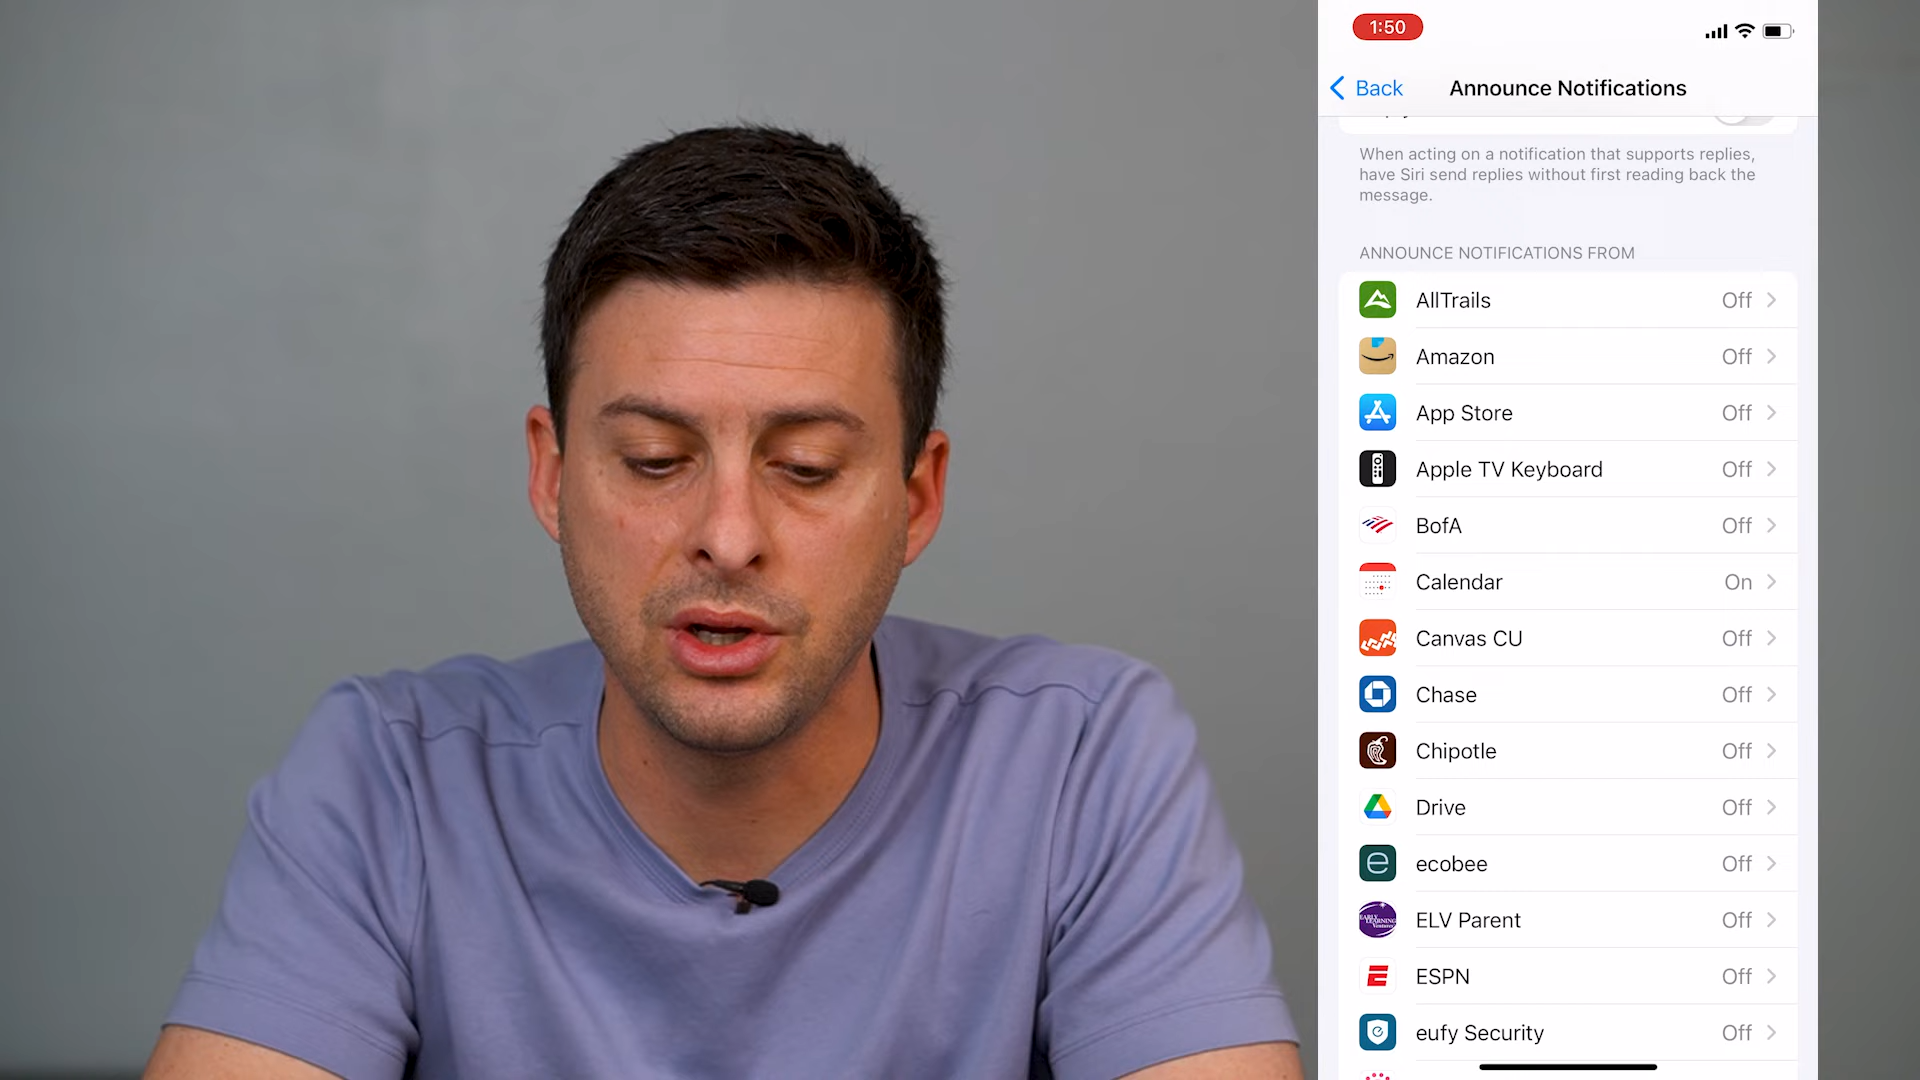 1:50
Back
Announce Notifications
When acting on a notification that supports replies,
have Siri send replies without first reading back the
message.
ANNOUNCE NOTIFICATIONS FROM
AllTrails Off
Amazon Off
App Store Off
Apple TV Keyboard Off
BofA Off
Calendar On
Canvas CU Off
Chase Off
Chipotle Off
Drive Off
ecobee Off
ELV Parent Off
ESPN Off
eufy Security Off